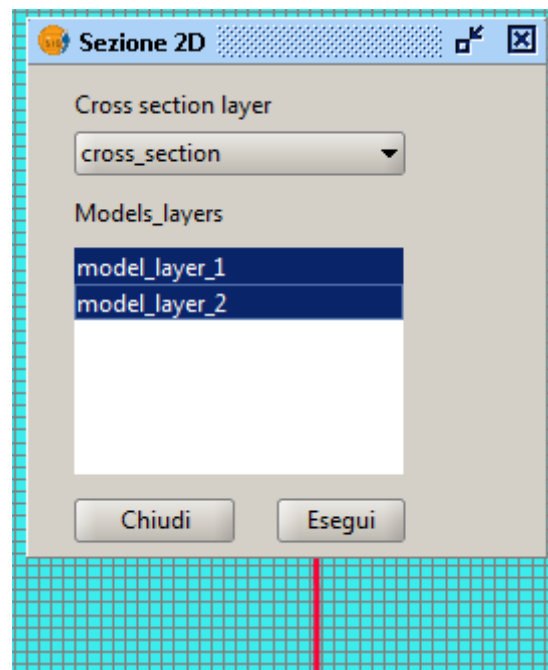 Sezione 2D
Cross section layer
cross_section
Models_layers
model_layer_1
model_layer_2
Chiudi Esegui